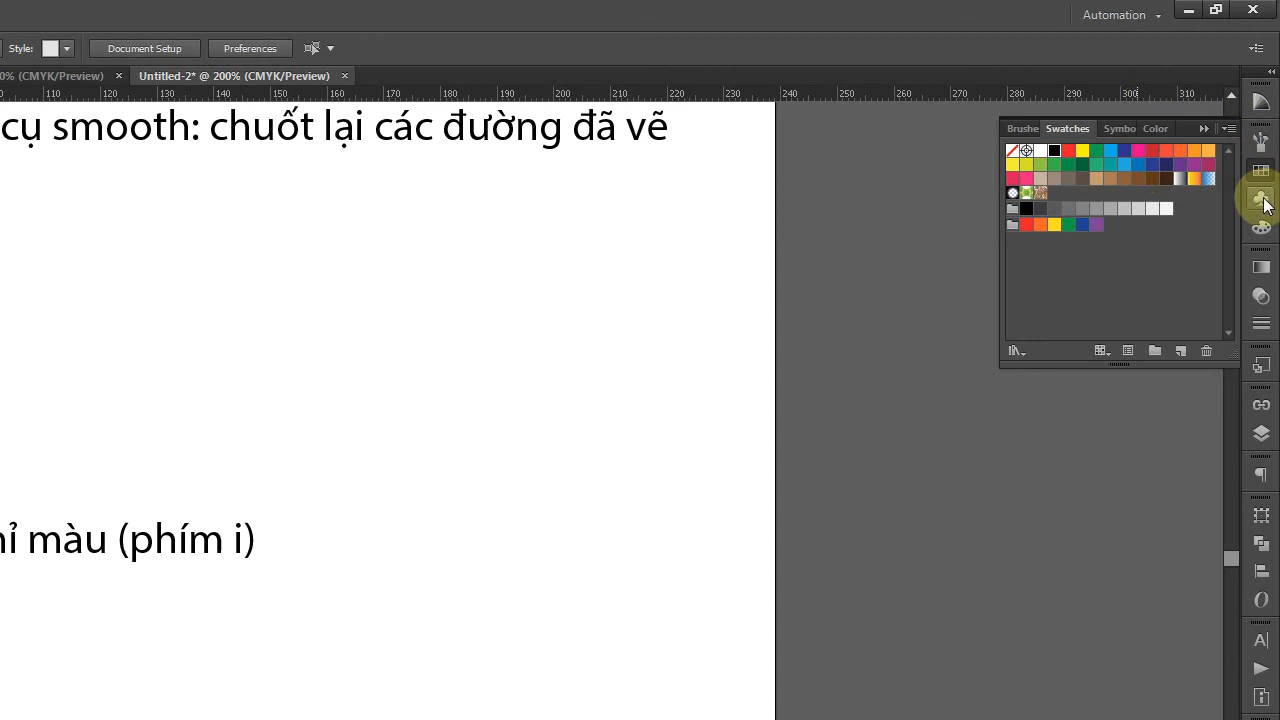 Automation
Style:
Document Setup
Preferences
0% (CMYK/Preview)
Untitled-2* @ 200% (CMYK/Preview)
110 120 130 140 150 160 170 180 190 200 210 220 230 240 250 260 270 280 290 300 310
cụ smooth: chuốt lại các đường đã vẽ
Brushe Swatches Symbo Color
hỉ màu (phím i)